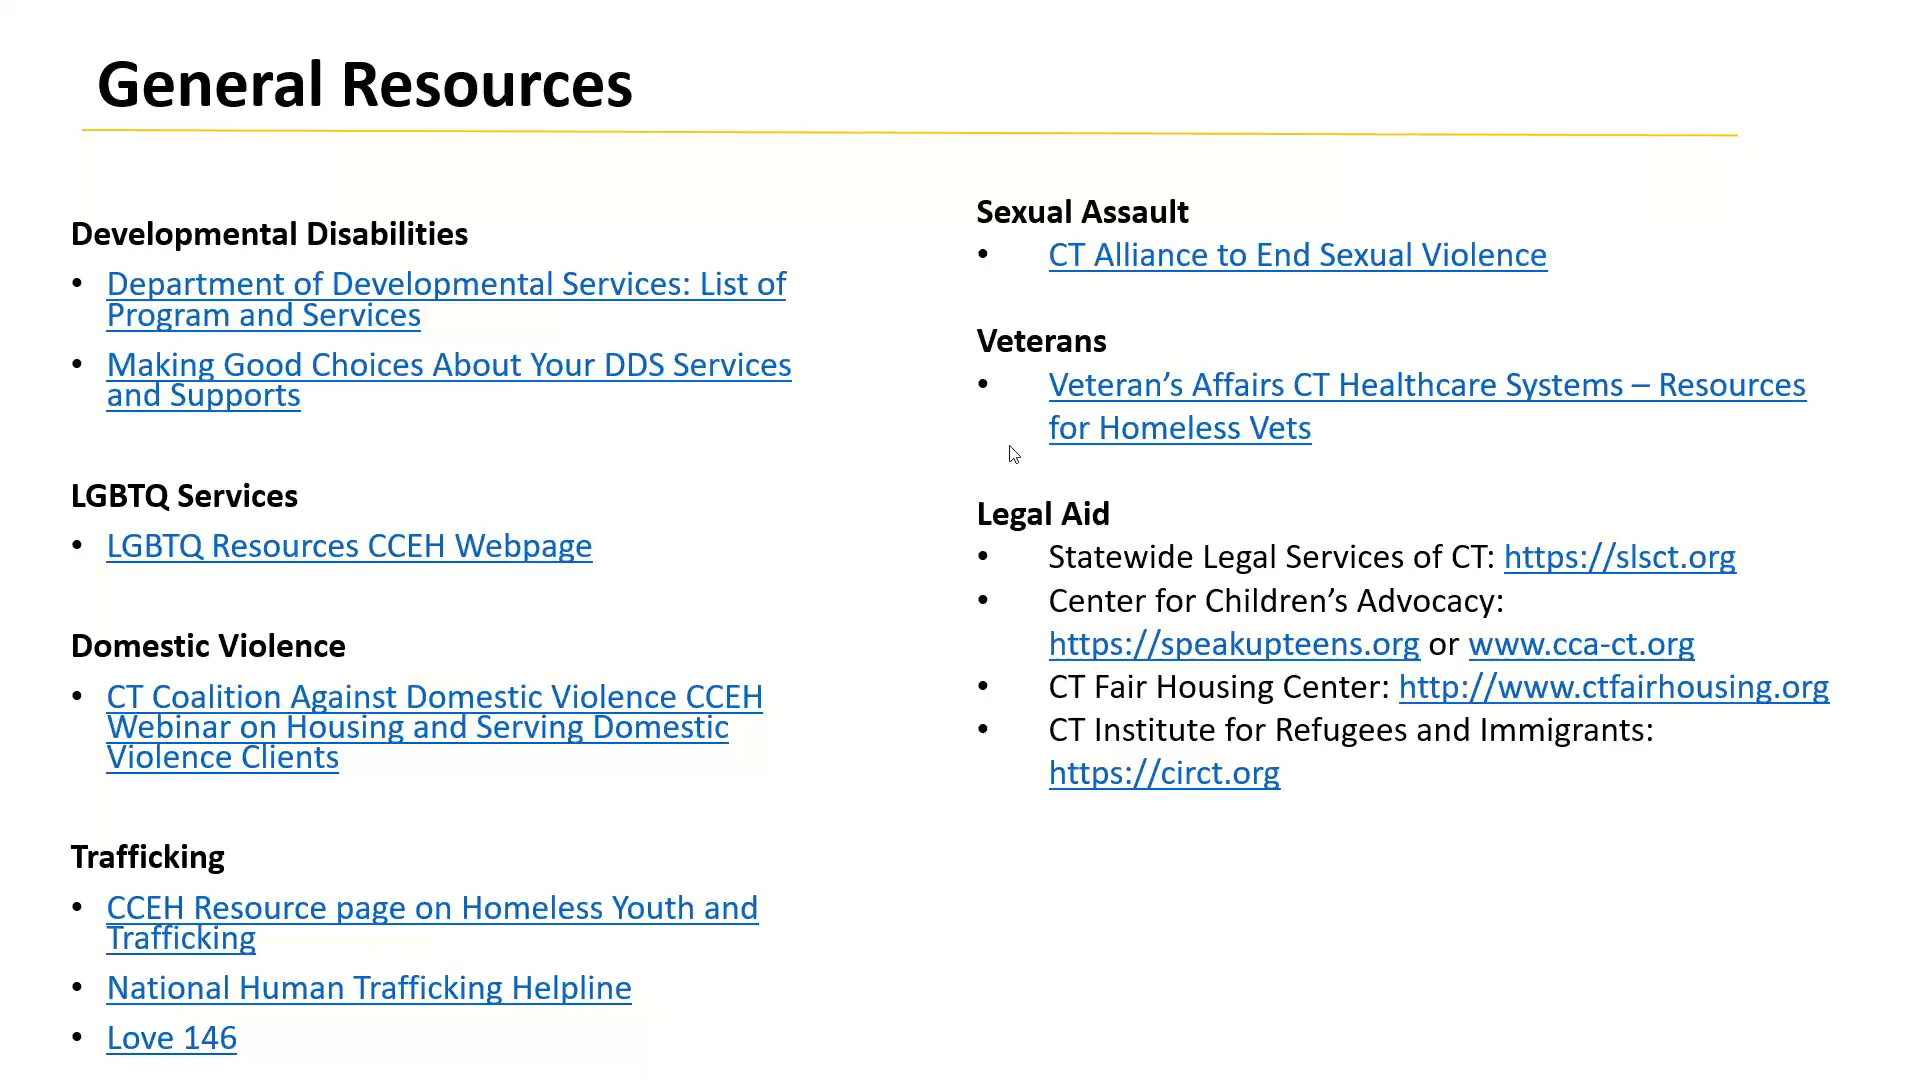 General Resources
Developmental Disabilities
• Department of Developmental Services: List of
Program and Services
• Making Good Choices About Your DDS Services
and Supports
LGBTQ Services
• LGBTQ Resources CCEH Webpage
Domestic Violence
• CT Coalition Against Domestic Violence CCEH
Webinar on Housing and Serving Domestic
Violence Clients
Trafficking
• CCEH Resource page on Homeless Youth and
Trafficking
• National Human Trafficking Helpline
• Love 146
Sexual Assault
• CT Alliance to End Sexual Violence
Veterans
• Veteran’s Affairs CT Healthcare Systems – Resources
for Homeless Vets
Legal Aid
• Statewide Legal Services of CT: https://slsct.org
• Center for Children’s Advocacy:
https://speakupteens.org or www.cca-ct.org
• CT Fair Housing Center: http://www.ctfairhousing.org
• CT Institute for Refugees and Immigrants:
https://circt.org